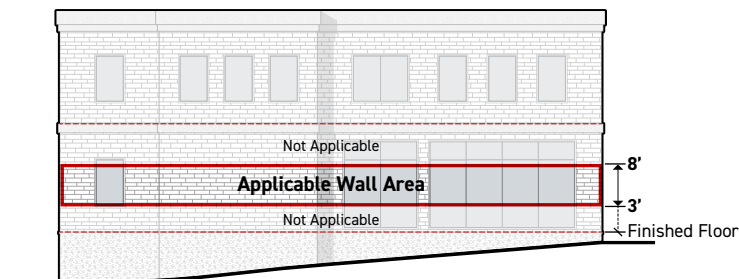 Not Applicable
8’
Applicable Wall Area
3’
Not Applicable
Finished Floor